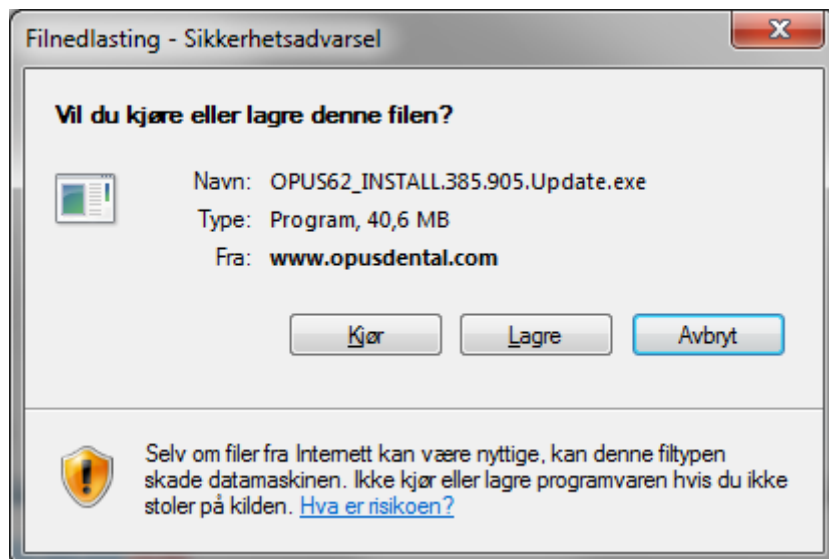 Filnedlasting - Sikkerhetsadvarsel
Vil du kjøre eller lagre denne filen?
Navn: OPUS62_INSTALL.385.905.Update.exe
Type: Program, 40,6 MB
Fra: www.opusdental.com
Kjør Lagre Avbryt
Selv om filer fra Internett kan være nyttige, kan denne filtypen
skade datamaskinen. Ikke kjør eller lagre programvaren hvis du ikke
stoler på kilden. Hva er risikoen?